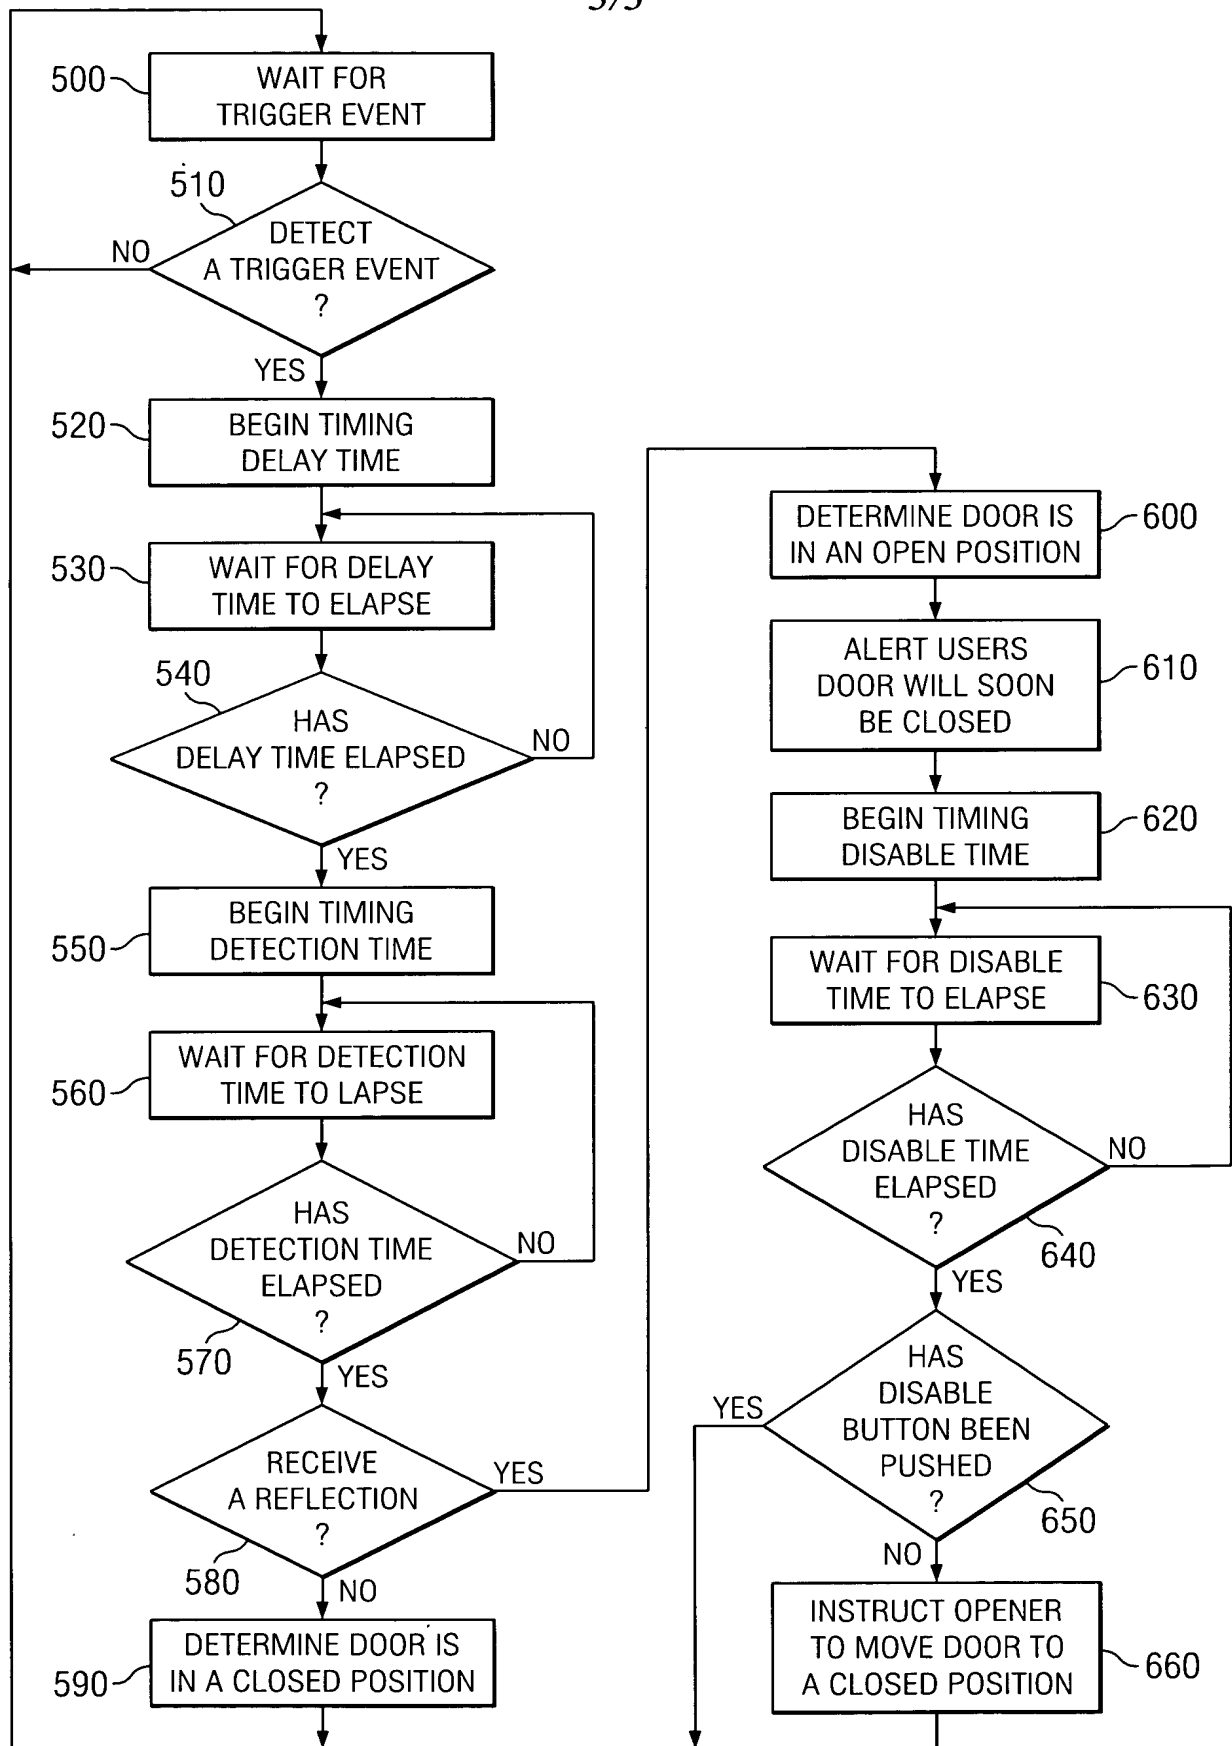 3/3
500
WAIT FOR
TRIGGER EVENT
510
DETECT
A TRIGGER EVENT
?
NO
YES
520
BEGIN TIMING
DELAY TIME
530
WAIT FOR DELAY
TIME TO ELAPSE
540
HAS
DELAY TIME ELAPSED
?
NO
YES
550
BEGIN TIMING
DETECTION TIME
560
WAIT FOR DETECTION
TIME TO LAPSE
HAS
DETECTION TIME
ELAPSED
?
NO
570
YES
RECEIVE
A REFLECTION
?
YES
580
NO
590
DETERMINE DOOR IS
IN A CLOSED POSITION
DETERMINE DOOR IS
IN AN OPEN POSITION
600
ALERT USERS
DOOR WILL SOON
BE CLOSED
610
BEGIN TIMING
DISABLE TIME
620
WAIT FOR DISABLE
TIME TO ELAPSE
630
HAS
DISABLE TIME
ELAPSED
?
NO
640
YES
HAS
DISABLE
BUTTON BEEN
PUSHED
?
YES
650
NO
INSTRUCT OPENER
TO MOVE DOOR TO
A CLOSED POSITION
660